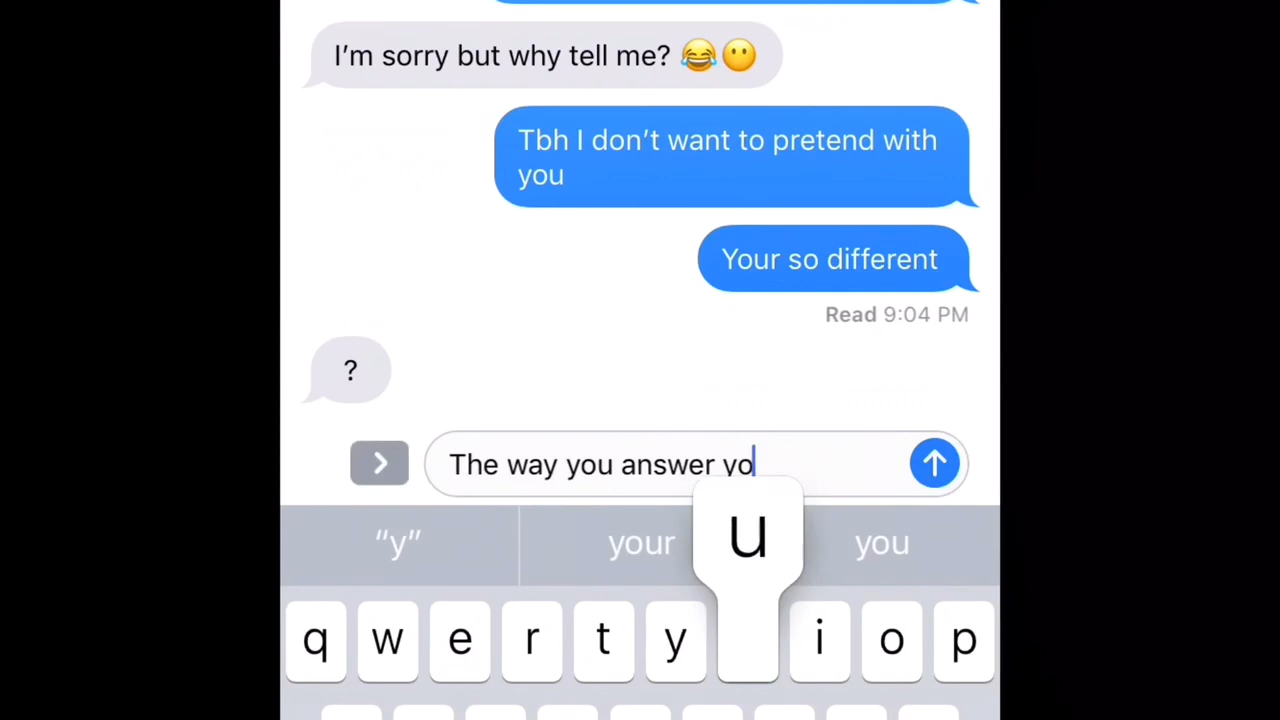 I'm sorry but why tell me? 😂😶
Tbh I don't want to pretend with
you
Your so different
Read 9:04 PM
?
The way you answer yo
"y" your you
u
q w e r t y i o p